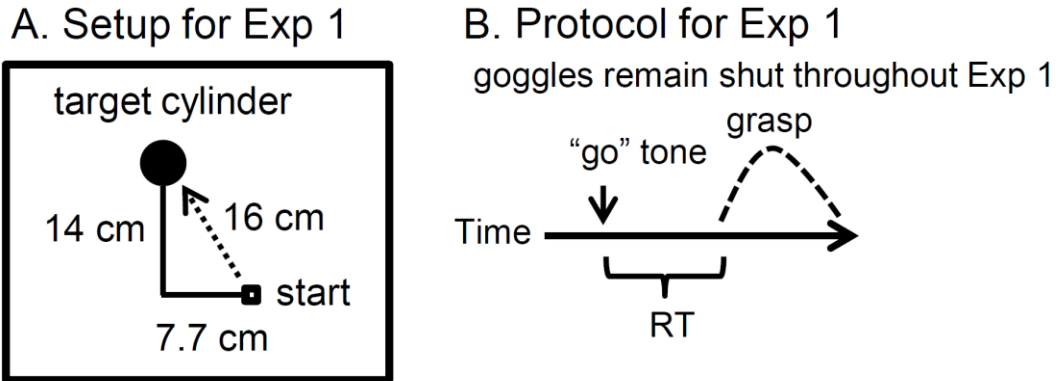 A. Setup for Exp 1
target cylinder
14 cm
16 cm
start
7.7 cm
B. Protocol for Exp 1
goggles remain shut throughout Exp 1
grasp
“go” tone
Time
RT